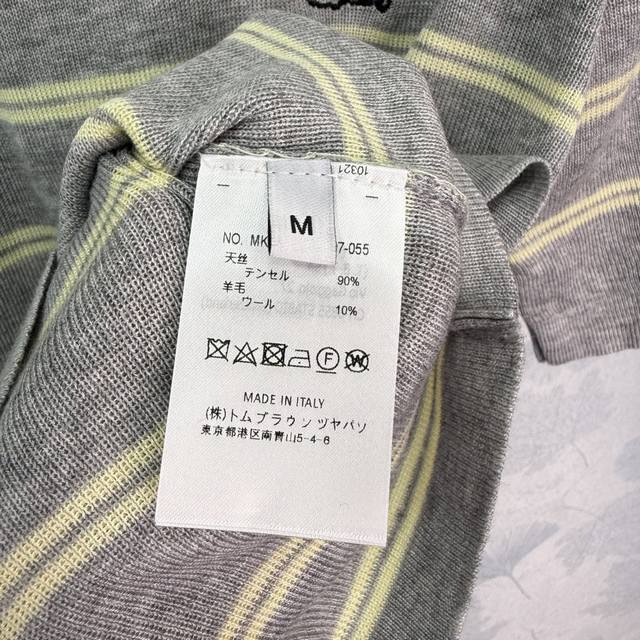 10321
M
NO. MK 7-055
天丝
テンセル 90%
羊毛
ウール 10%
F
W
MADE IN ITALY
(株)トムブラウン ヅヤパソ
東京都港区南青山5-4-6